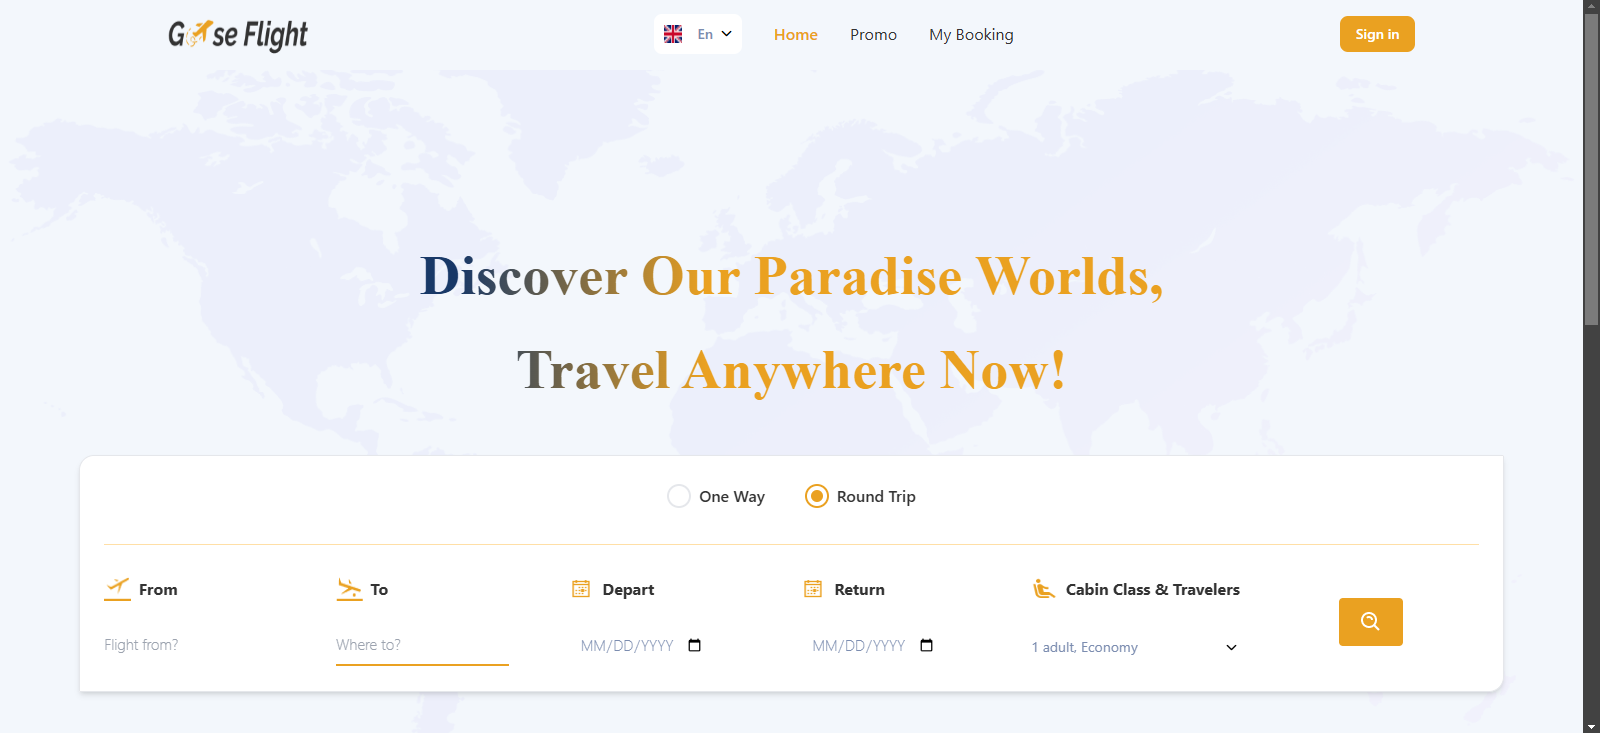 Goose Flight
En
Home
Promo
My Booking
Sign in
Discover Our Paradise Worlds,
Travel Anywhere Now!
One Way
Round Trip
From
To
Depart
Return
Cabin Class & Travelers
Flight from?
Where to?
MM/DD/YYYY
MM/DD/YYYY
1 adult, Economy